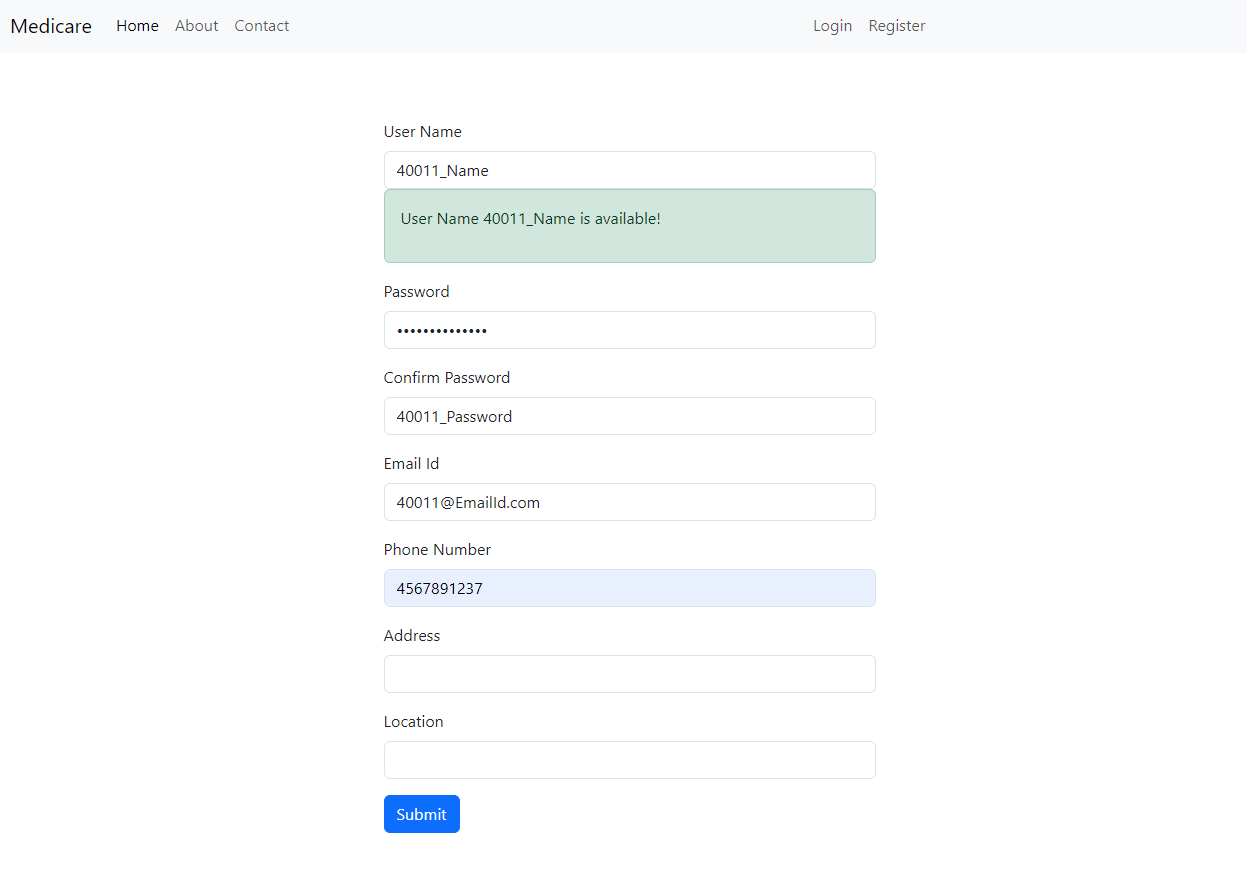 Medicare Home About Contact Login Register
User Name
40011_Name
User Name 40011_Name is available!
Password
••••••••••••••
Confirm Password
40011_Password
Email Id
40011@EmailId.com
Phone Number
4567891237
Address
Location
Submit